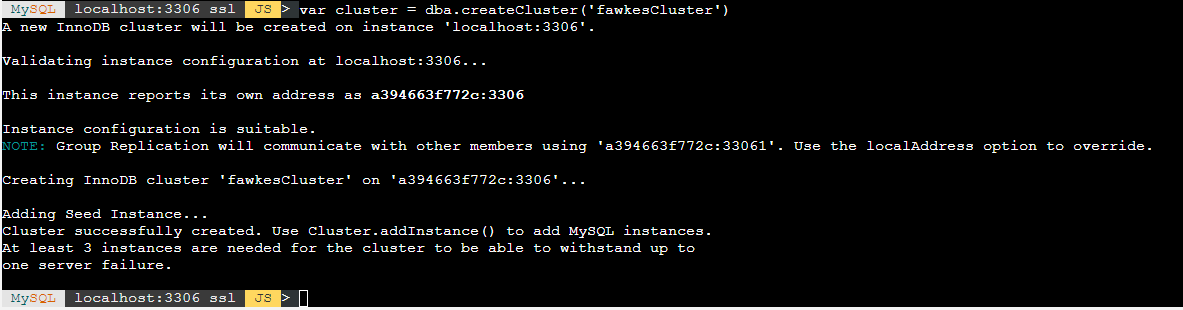 MySQL localhost:3306 ssl JS > var cluster = dba.createCluster('fawkesCluster')
A new InnoDB cluster will be created on instance 'localhost:3306'.
Validating instance configuration at localhost:3306...
This instance reports its own address as a394663f772c:3306
Instance configuration is suitable.
NOTE: Group Replication will communicate with other members using 'a394663f772c:33061'. Use the localAddress option to override.
Creating InnoDB cluster 'fawkesCluster' on 'a394663f772c:3306'...
Adding Seed Instance...
Cluster successfully created. Use Cluster.addInstance() to add MySQL instances.
At least 3 instances are needed for the cluster to be able to withstand up to
one server failure.
MySQL localhost:3306 ssl JS >